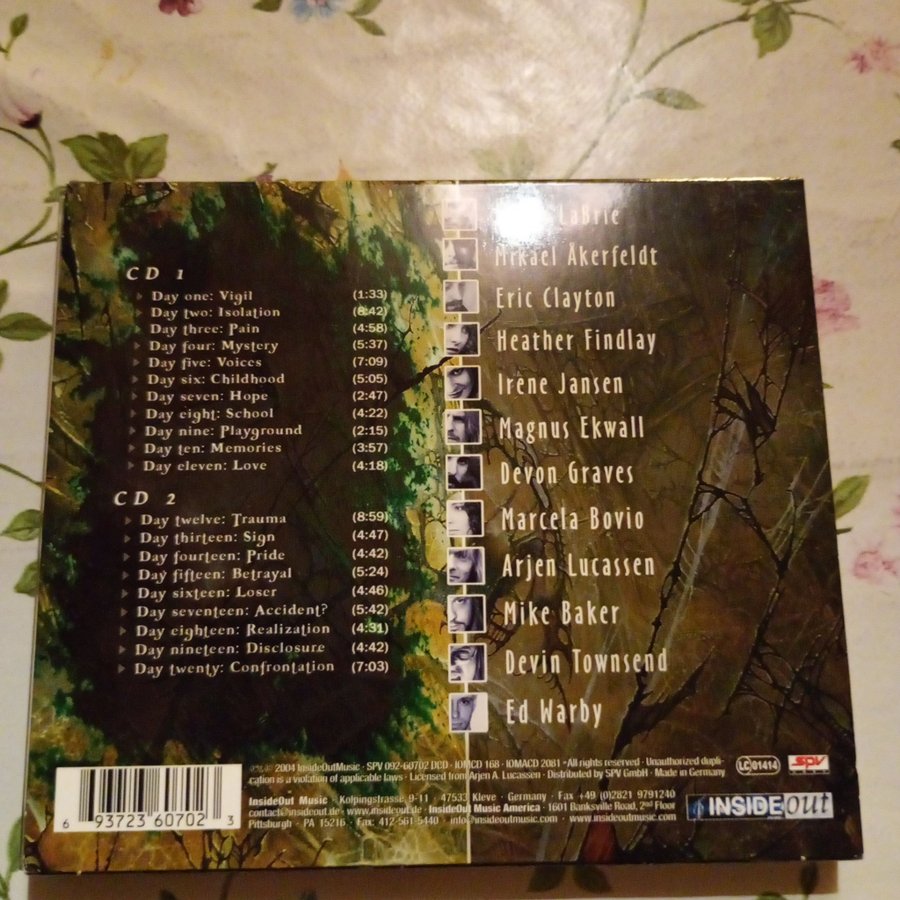 CD 1
Day one: Vigil (1:33)
Day two: Isolation (8:42)
Day three: Pain (4:58)
Day four: Mystery (5:37)
Day five: Voices (7:09)
Day six: Childhood (5:05)
Day seven: Hope (2:47)
Day eight: School (4:22)
Day nine: Playground (2:15)
Day ten: Memories (3:57)
Day eleven: Love (4:18)
CD 2
Day twelve: Trauma (8:59)
Day thirteen: Sign (4:47)
Day fourteen: Pride (4:42)
Day fifteen: Betrayal (5:24)
Day sixteen: Loser (4:46)
Day seventeen: Accident? (5:42)
Day eighteen: Realization (4:31)
Day nineteen: Disclosure (4:42)
Day twenty: Confrontation (7:03)
LaBrie
Mikael Åkerfeldt
Eric Clayton
Heather Findlay
Irene Jansen
Magnus Ekwall
Devon Graves
Marcela Bovio
Arjen Lucassen
Mike Baker
Devin Townsend
Ed Warby
℗ & © 2004 InsideOutMusic · SPV 092-60702 DCD · IOMCD 168 · IOMACD 2081 · All rights reserved · Unauthorized dupli-
cation is a violation of applicable laws · Licensed from Arjen A. Lucassen · Distributed by SPV GmbH · Made in Germany
InsideOut Music · Kolpingstrasse 9-11 · 47533 Kleve · Germany · Fax +49 (0)2821 9791240
contact@insideout.de · www.insideout.de · InsideOut Music America · 1601 Banksville Road, 2nd Floor
Pittsburgh · PA 15216 · Fax: 412-561-5440 · info@insideoutmusic.com · www.insideoutmusic.com
LC 01414
SPV
INSIDEout
6 93723 60702 3